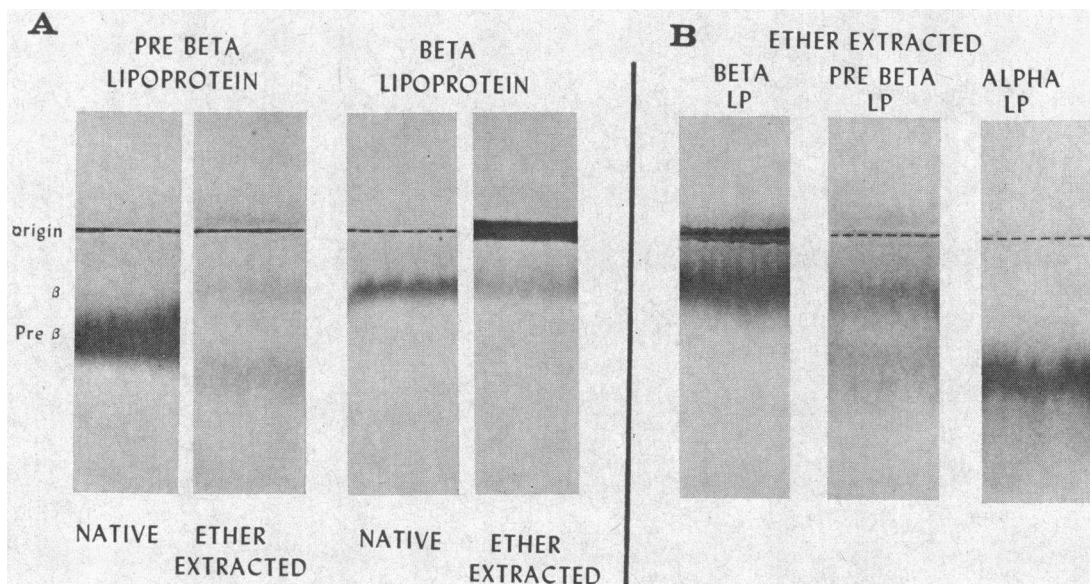 A
PRE BETA
LIPOPROTEIN
BETA
LIPOPROTEIN
origin
β
Pre β
NATIVE
ETHER
EXTRACTED
NATIVE
ETHER
EXTRACTED
B
ETHER EXTRACTED
BETA
LP
PRE BETA
LP
ALPHA
LP